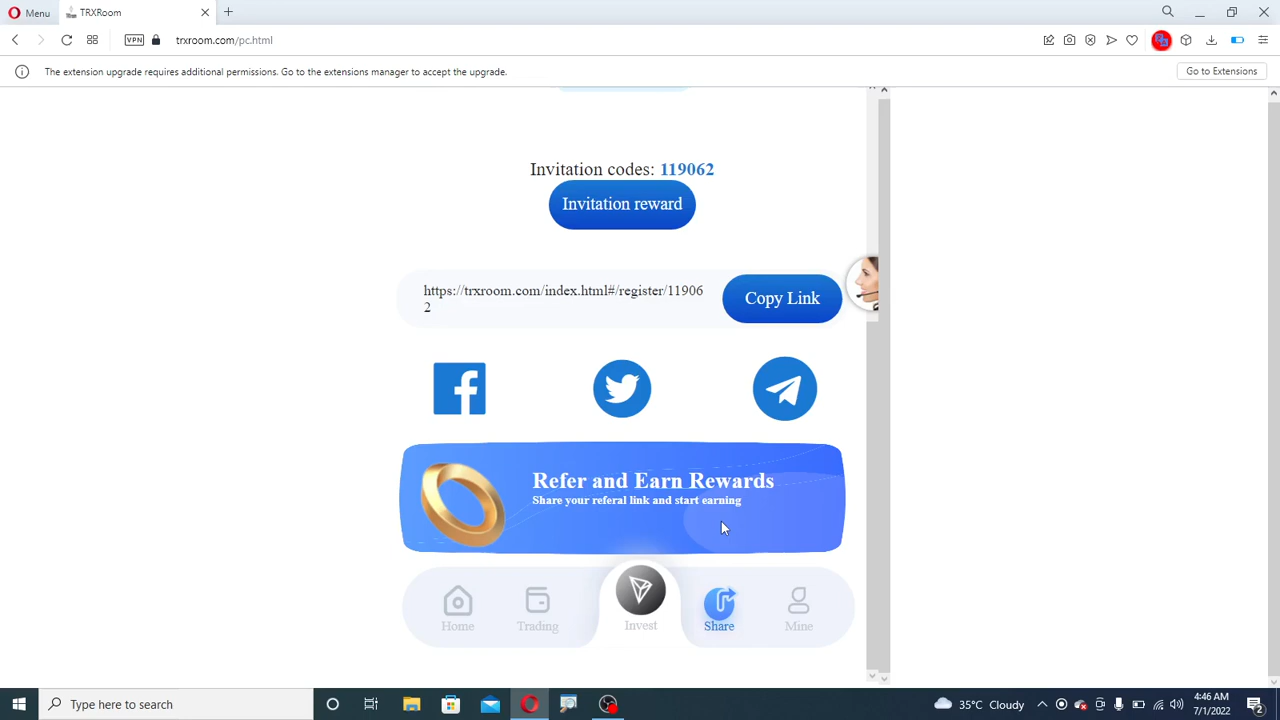 Menu
TRXRoom
VPN
trxroom.com/pc.html
The extension upgrade requires additional permissions. Go to the extensions manager to accept the upgrade.
Go to Extensions
Invitation codes: 119062
Invitation reward
https://trxroom.com/index.html#/register/11906
2
Copy Link
Refer and Earn Rewards
Share your referal link and start earning
Home
Trading
Invest
Share
Mine
Type here to search
35°C Cloudy
4:46 AM
7/1/2022
2